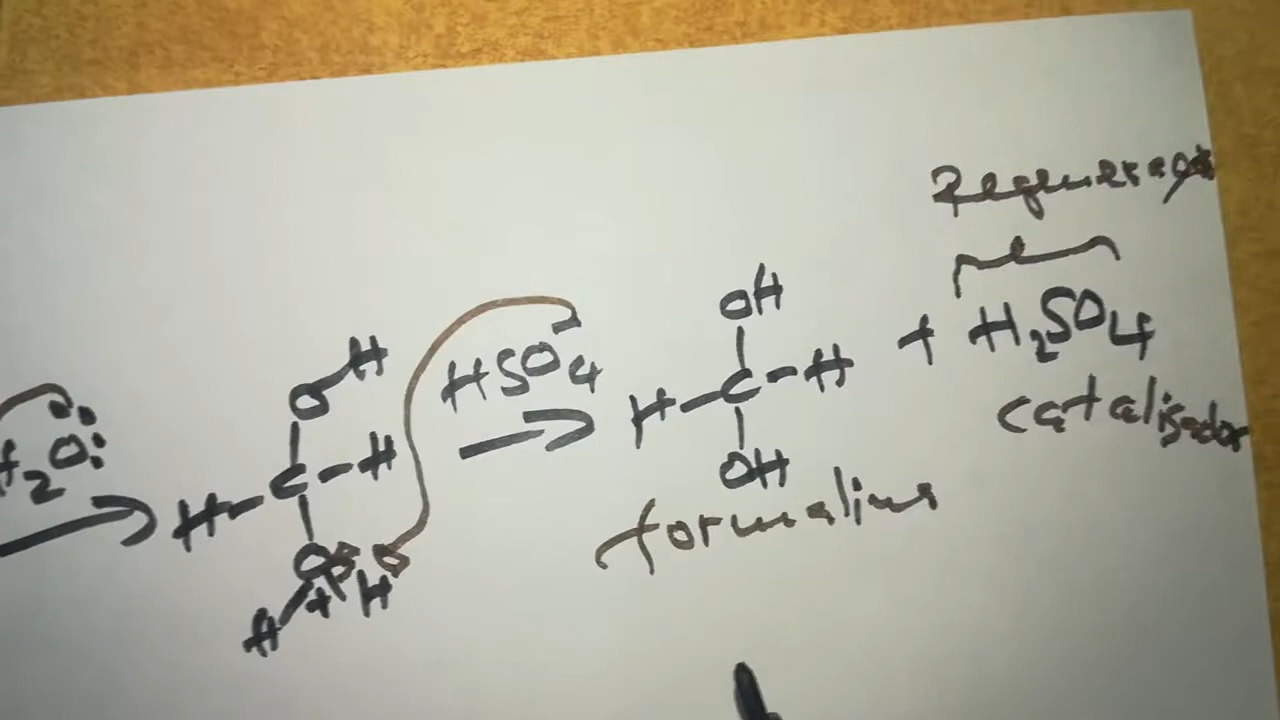 OH
H
HSO4
H2O:
H-C-H
O
H + H
OH
H-C-H
OH
formalina
+ H2SO4
catalisador